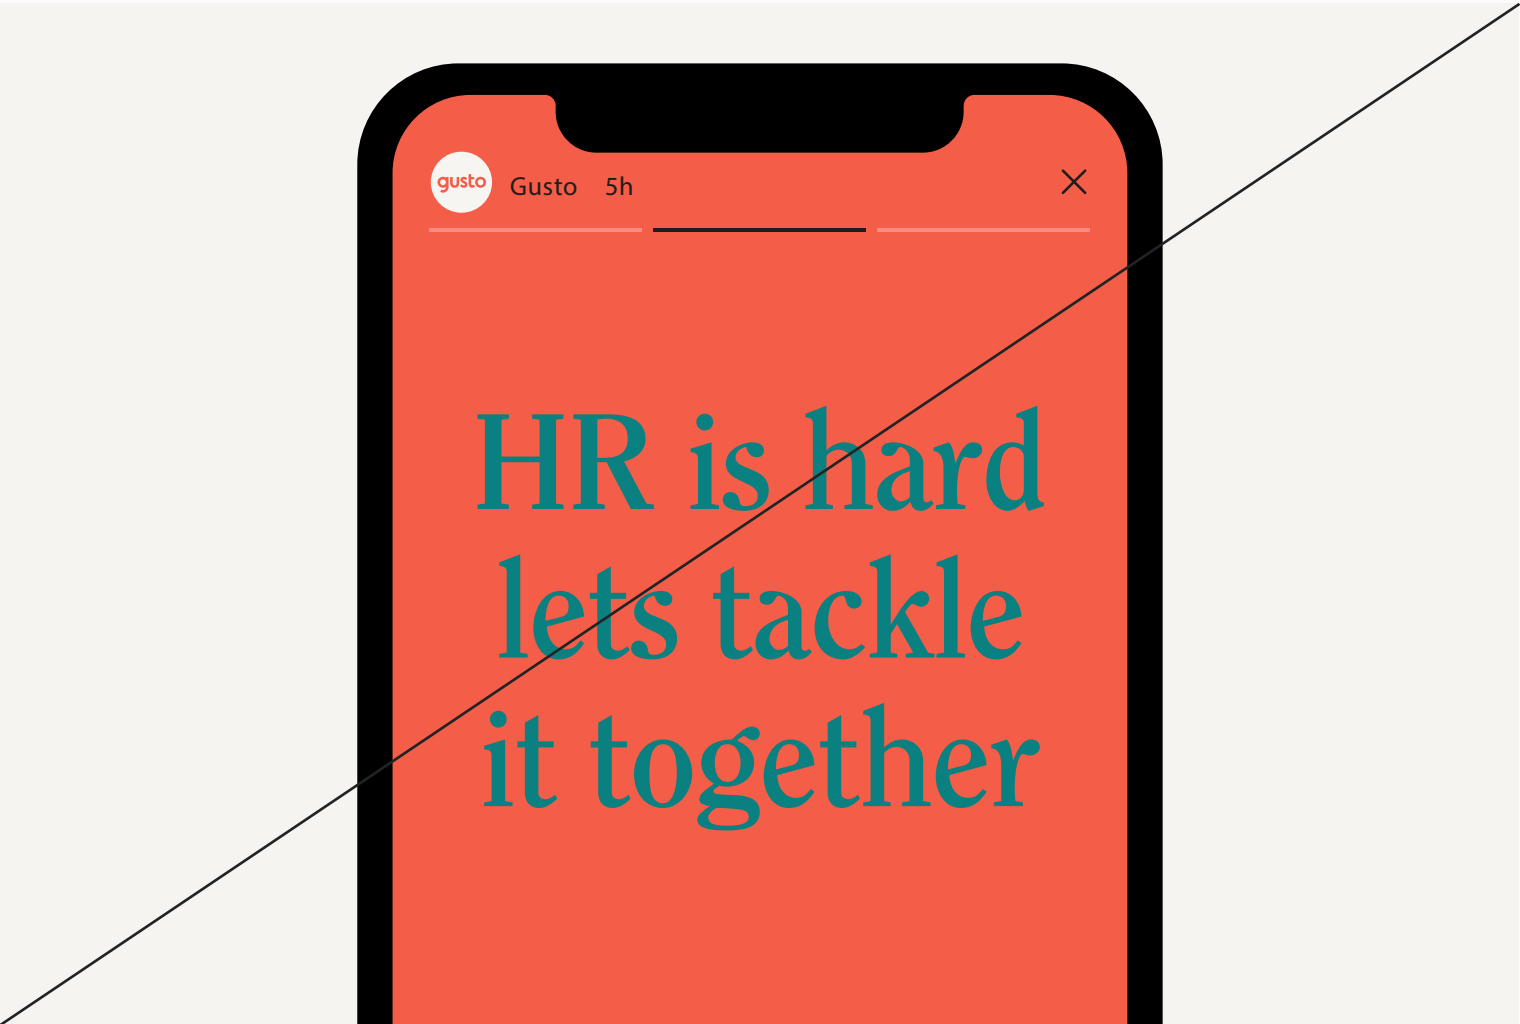 gusto
Gusto 5h
HR is hard
lets tackle
it together